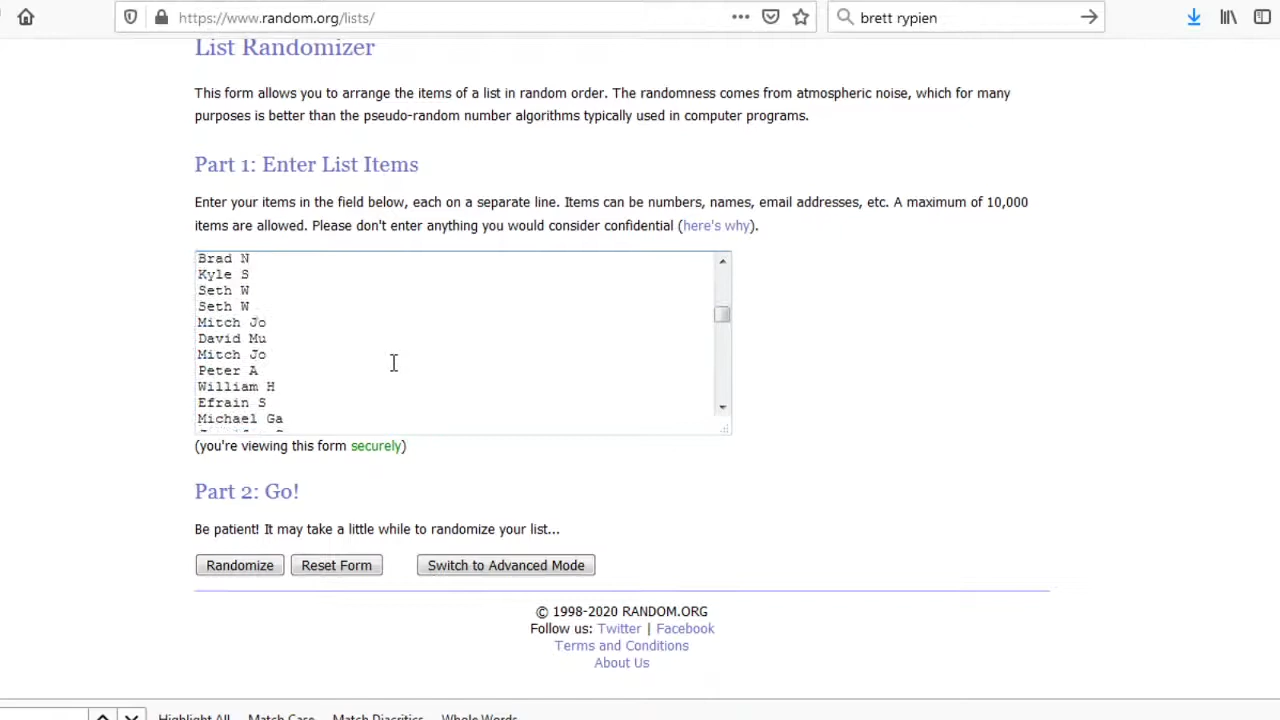 https://www.random.org/lists/
brett rypien
List Randomizer
This form allows you to arrange the items of a list in random order. The randomness comes from atmospheric noise, which for many
purposes is better than the pseudo-random number algorithms typically used in computer programs.
Part 1: Enter List Items
Enter your items in the field below, each on a separate line. Items can be numbers, names, email addresses, etc. A maximum of 10,000
items are allowed. Please don't enter anything you would consider confidential (here's why).
Brad N
Kyle S
Seth W
Seth W
Mitch Jo
David Mu
Mitch Jo
Peter A
William H
Efrain S
Michael Ga
(you're viewing this form securely)
Part 2: Go!
Be patient! It may take a little while to randomize your list...
Randomize Reset Form Switch to Advanced Mode
© 1998-2020 RANDOM.ORG
Follow us: Twitter | Facebook
Terms and Conditions
About Us
Highlight All Match Case Match Diacritics Whole Words